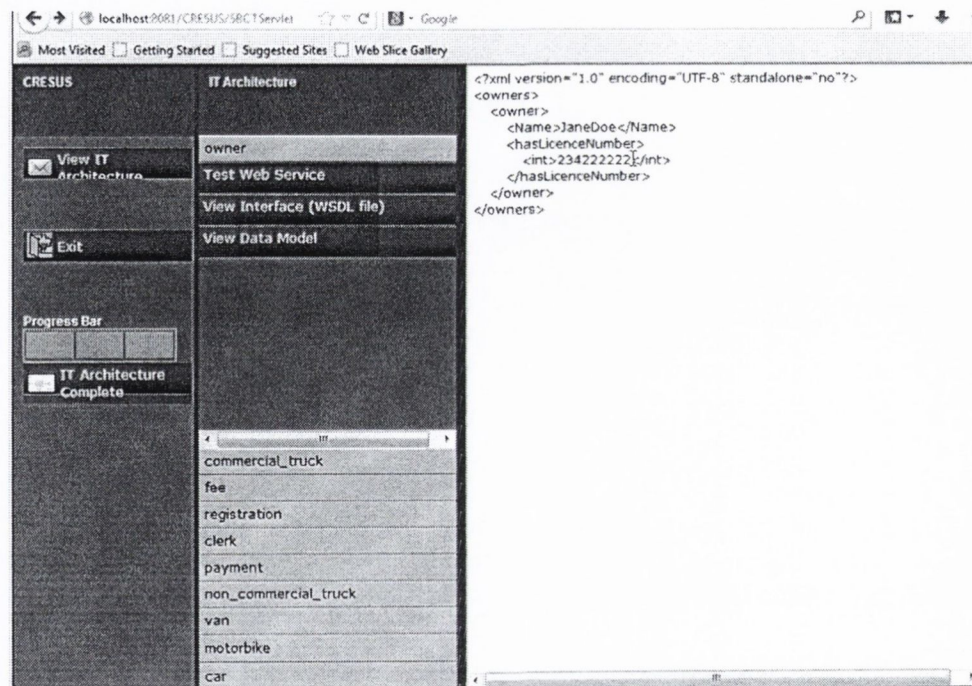 localhost:2081/CRESUS/SBCTServlet
Google
Most Visited Getting Started Suggested Sites Web Slice Gallery
CRESUS
View IT
Architecture
Exit
Progress Bar
IT Architecture
Complete
IT Architecture
owner
Test Web Service
View Interface (WSDL file)
View Data Model
commercial_truck
fee
registration
clerk
payment
non_commercial_truck
van
motorbike
car
<?xml version="1.0" encoding="UTF-8" standalone="no"?>
<owners>
<owner>
<Name>JaneDoe</Name>
<hasLicenceNumber>
<int>234222222</int>
</hasLicenceNumber>
</owner>
</owners>